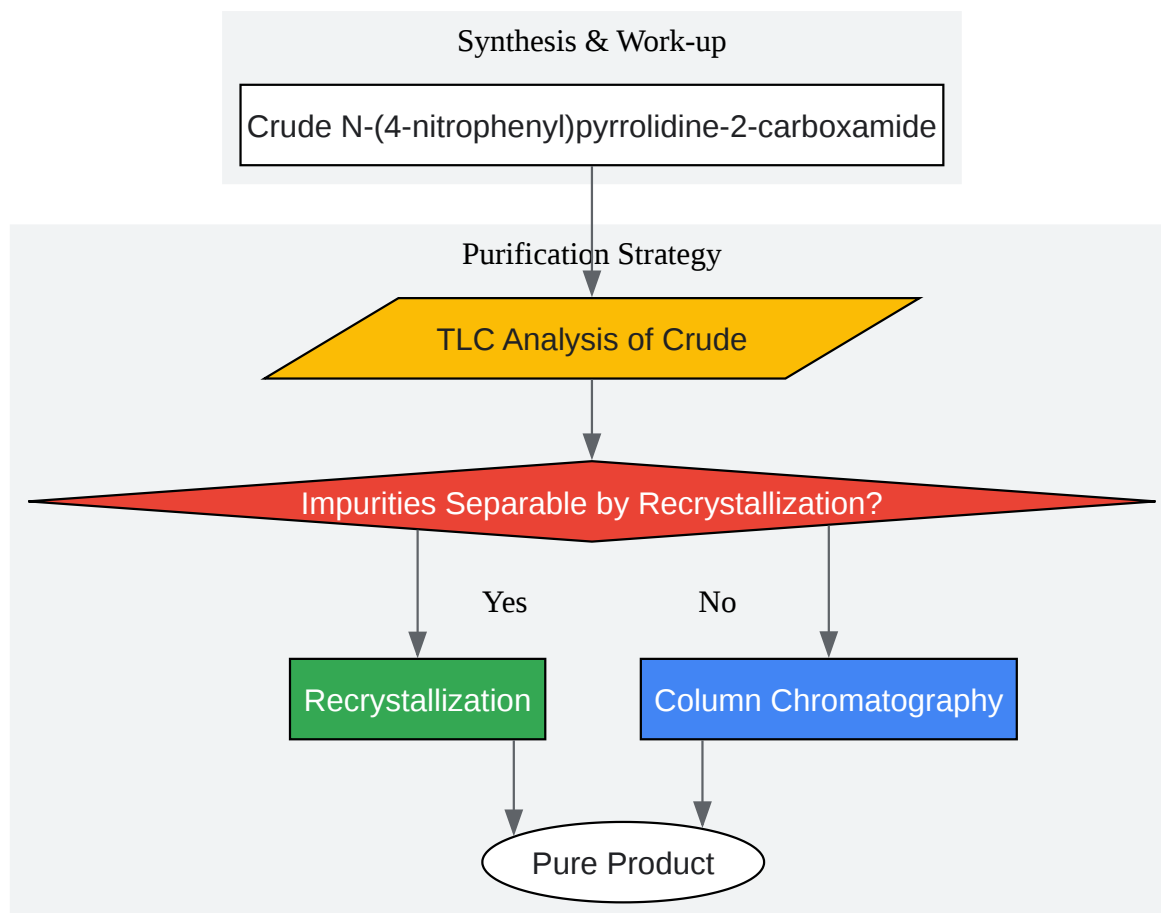 Synthesis & Work-up
Crude N-(4-nitrophenyl)pyrrolidine-2-carboxamide
Purification Strategy
TLC Analysis of Crude
Impurities Separable by Recrystallization?
Yes
No
Recrystallization
Column Chromatography
Pure Product